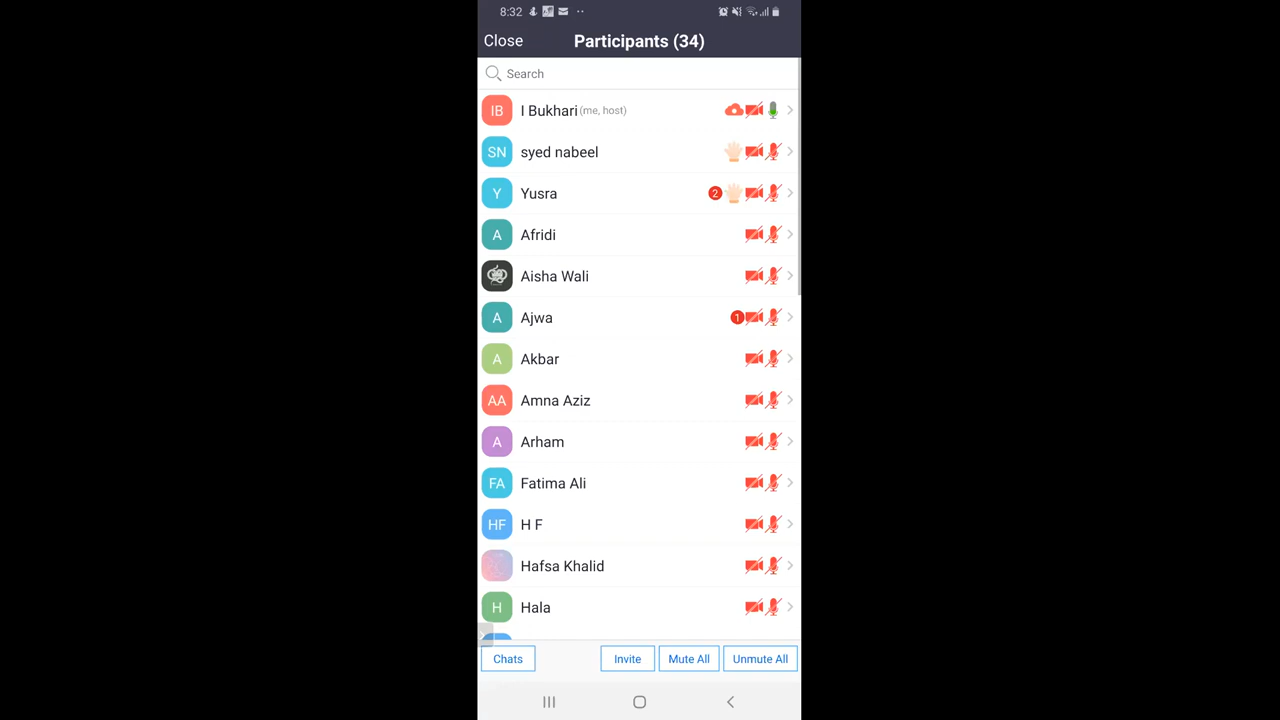 8:32
Close Participants (34)
Search
IB I Bukhari (me, host)
SN syed nabeel
Y Yusra 2
A Afridi
Aisha Wali
A Ajwa 1
A Akbar
AA Amna Aziz
A Arham
FA Fatima Ali
HF H F
Hafsa Khalid
H Hala
Chats Invite Mute All Unmute All